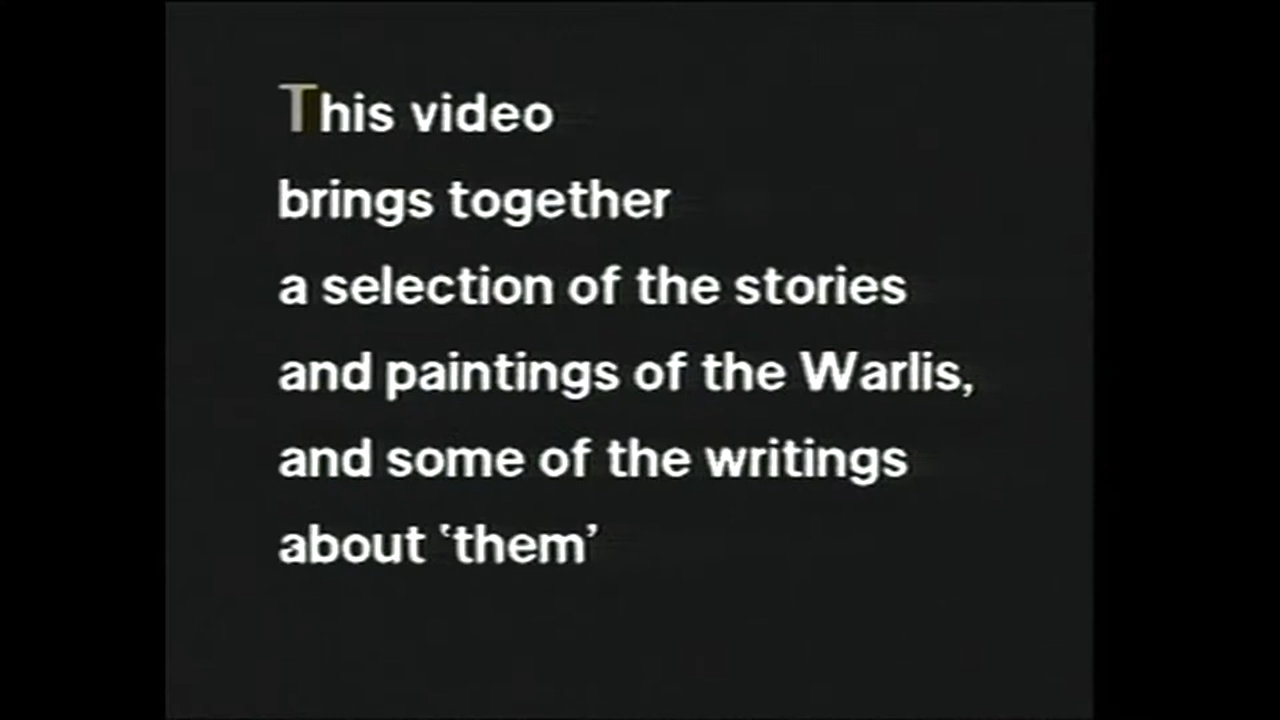 This video
brings together
a selection of the stories
and paintings of the Warlis,
and some of the writings
about ‘them’